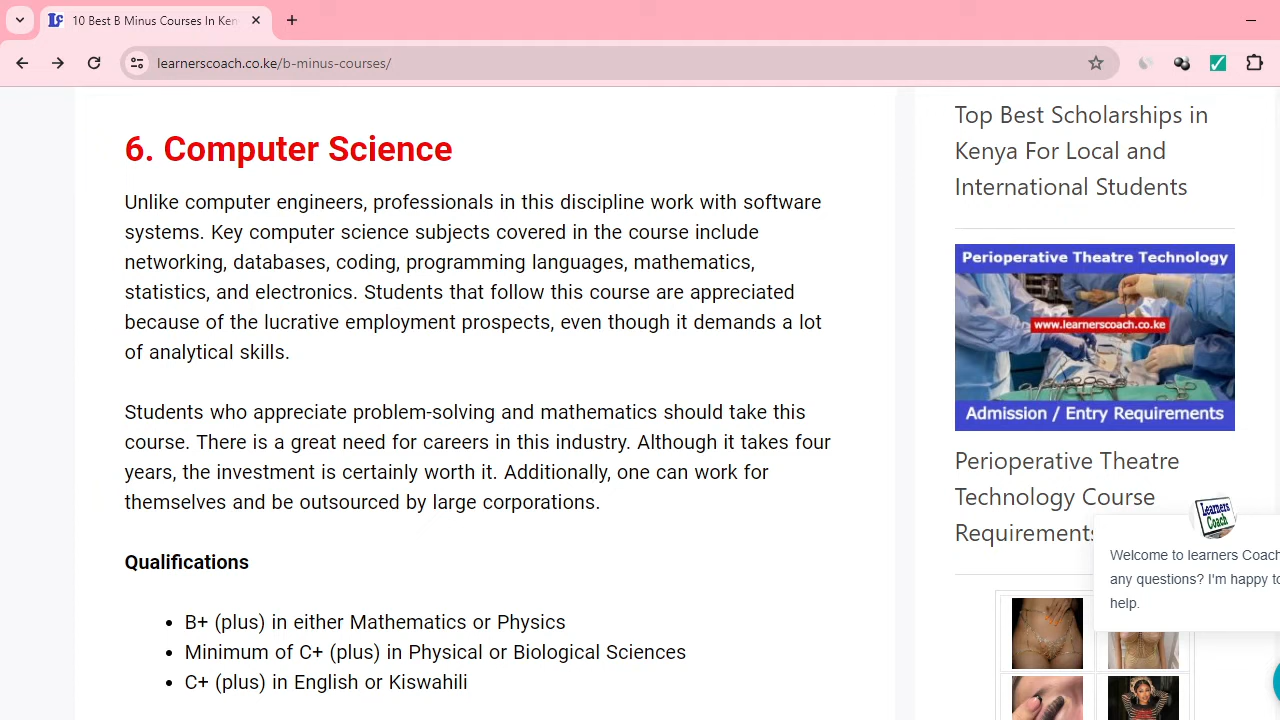 10 Best B Minus Courses In Ken
learnerscoach.co.ke/b-minus-courses/
6. Computer Science
Unlike computer engineers, professionals in this discipline work with software
systems. Key computer science subjects covered in the course include
networking, databases, coding, programming languages, mathematics,
statistics, and electronics. Students that follow this course are appreciated
because of the lucrative employment prospects, even though it demands a lot
of analytical skills.
Students who appreciate problem-solving and mathematics should take this
course. There is a great need for careers in this industry. Although it takes four
years, the investment is certainly worth it. Additionally, one can work for
themselves and be outsourced by large corporations.
Qualifications
• B+ (plus) in either Mathematics or Physics
• Minimum of C+ (plus) in Physical or Biological Sciences
• C+ (plus) in English or Kiswahili
Top Best Scholarships in
Kenya For Local and
International Students
Perioperative Theatre Technology
www.learnerscoach.co.ke
Admission / Entry Requirements
Perioperative Theatre
Technology Course
Requirements
Learners
Coach
Welcome to learners Coach
any questions? I'm happy to
help.